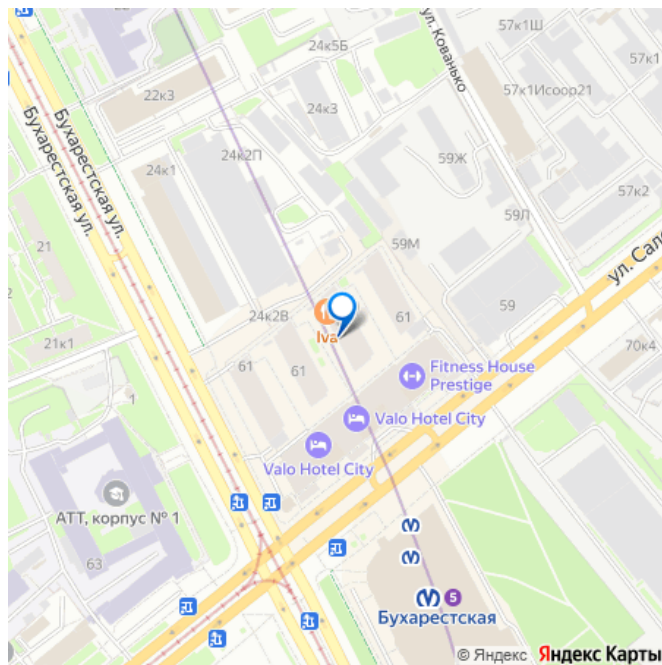 57к1Ш
24к5Б
57к1
ул. Кованько
22к3
24к3
57к1Исоор21
Бухарестская ул.
Бухарестская ул.
24к2П
59Ж
24к1
57к2
59Л
21
59М
ул. Сало
24к2В
61
59
Iva
21к1
61
61
70к4
Fitness House
Prestige
1
Valo Hotel City
Valo Hotel City
АТТ, корпус № 1
63
5
Бухарестская
© Яндекс Яндекс Карты